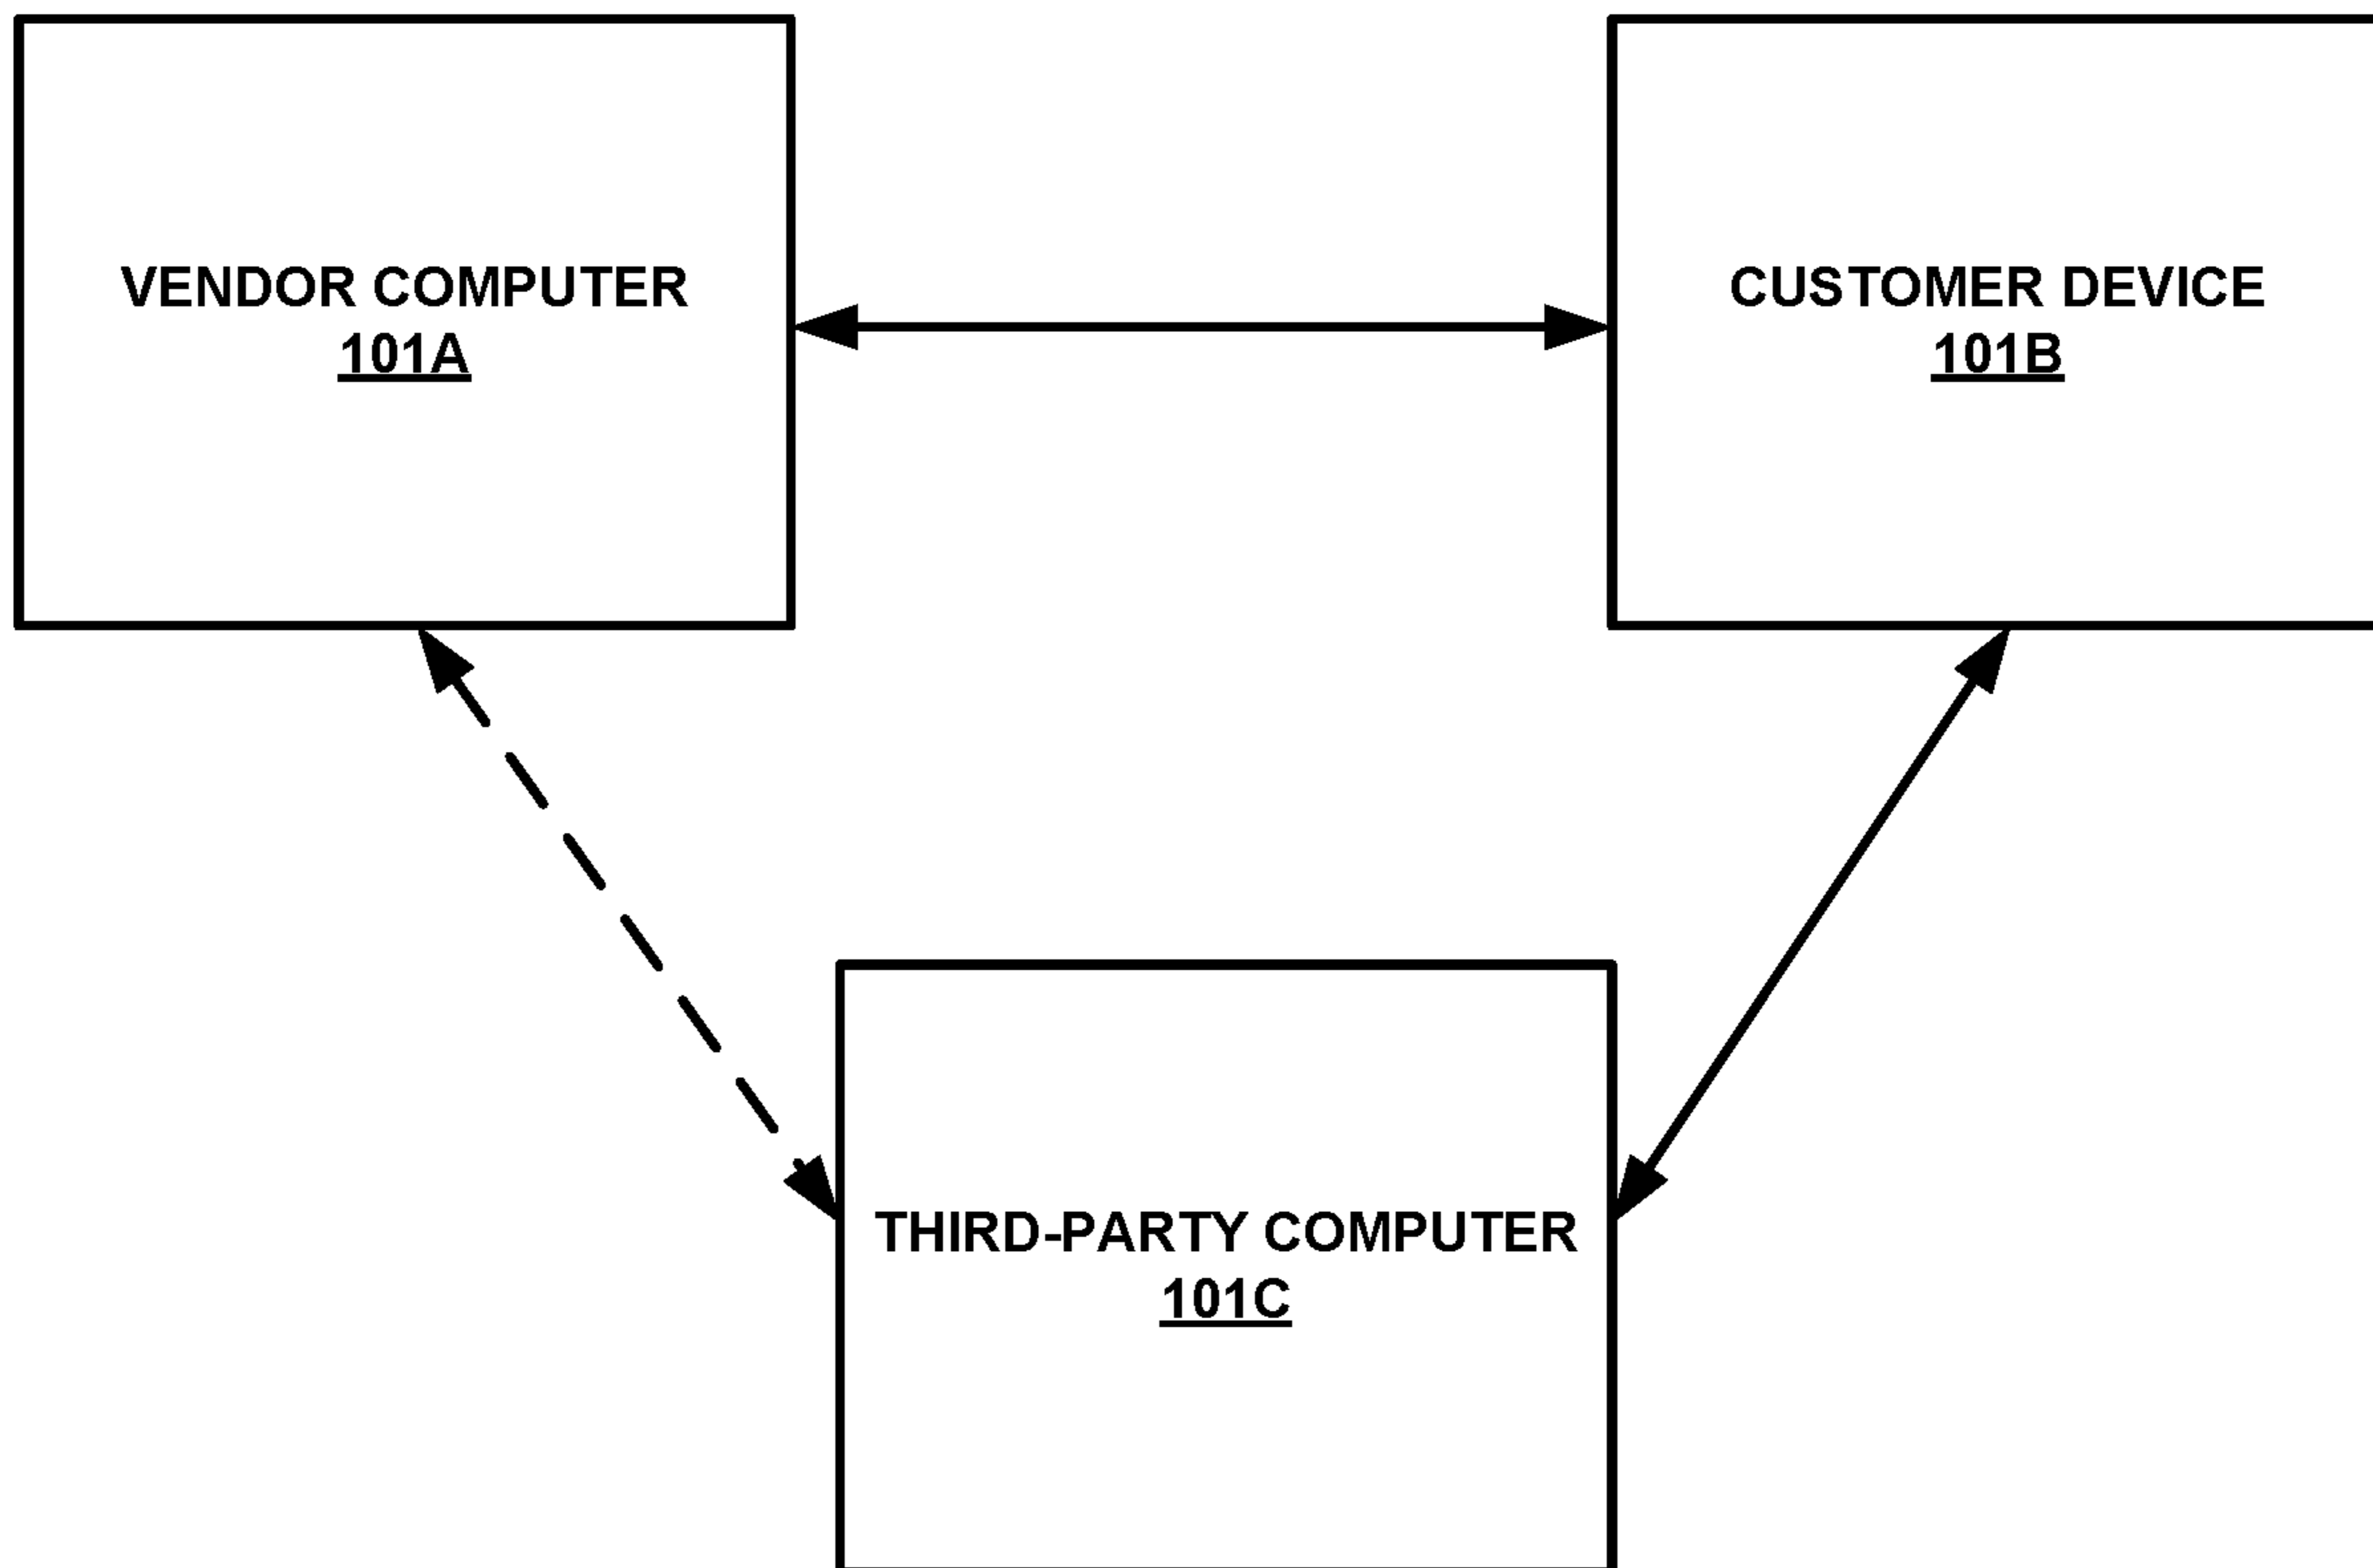 VENDOR COMPUTER
101A
CUSTOMER DEVICE
101B
THIRD-PARTY COMPUTER
101C